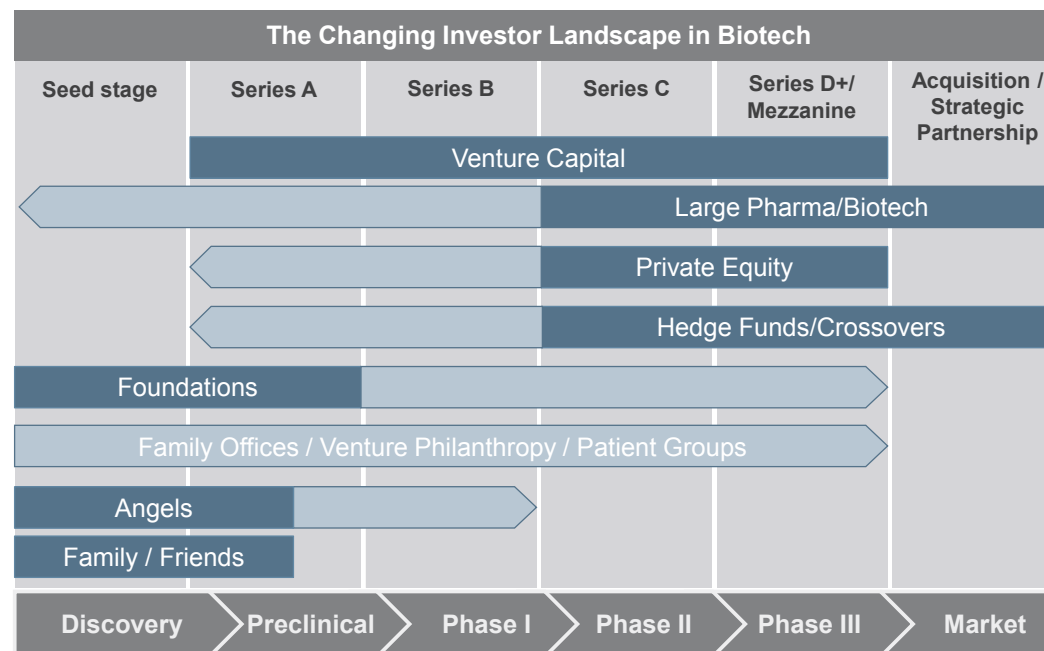 The Changing Investor Landscape in Biotech
Seed stage
Series A
Series B
Series C
Series D+/
Mezzanine
Acquisition /
Strategic
Partnership
Venture Capital
Large Pharma/Biotech
Private Equity
Hedge Funds/Crossovers
Foundations
Family Offices / Venture Philanthropy / Patient Groups
Angels
Family / Friends
Discovery
Preclinical
Phase I
Phase II
Phase III
Market